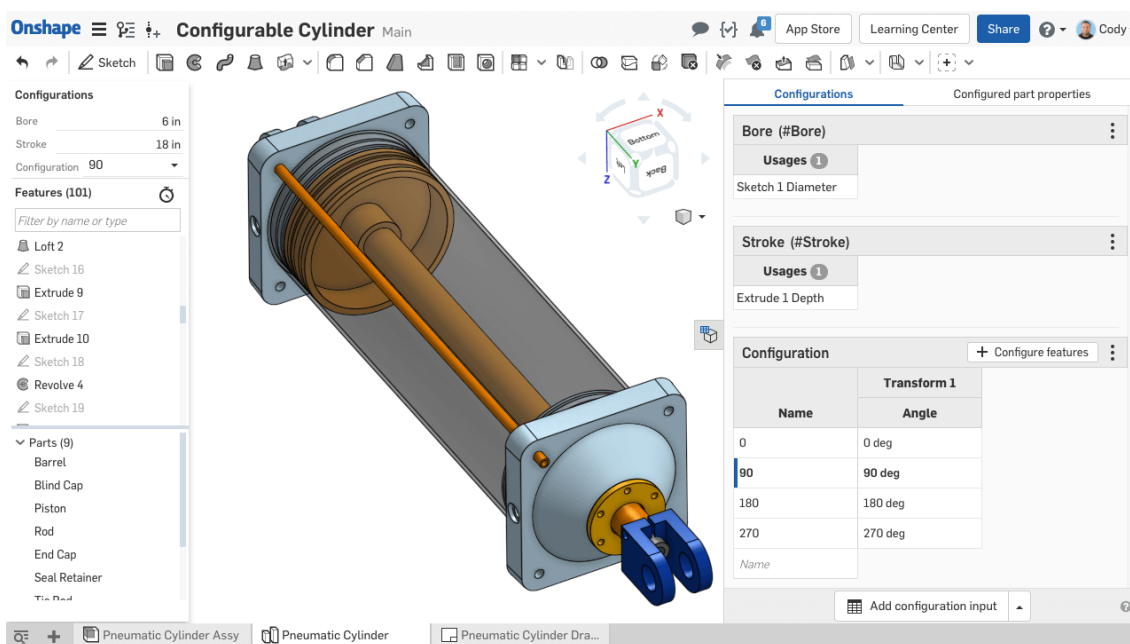 Onshape Configurable Cylinder Main 6 App Store Learning Center Share Cody
Sketch
Configurations
Bore 6 in
Stroke 18 in
Configuration 90
Features (101)
Filter by name or type
Loft 2
Sketch 16
Extrude 9
Sketch 17
Extrude 10
Sketch 18
Revolve 4
Sketch 19
Parts (9)
Barrel
Blind Cap
Piston
Rod
End Cap
Seal Retainer
Tie Rod
X
Bottom
Y
Back
Z
Configurations Configured part properties
Bore (#Bore)
Usages 1
Sketch 1 Diameter
Stroke (#Stroke)
Usages 1
Extrude 1 Depth
Configuration + Configure features
Transform 1
Name Angle
0 0 deg
90 90 deg
180 180 deg
270 270 deg
Name
Add configuration input
Pneumatic Cylinder Assy Pneumatic Cylinder Pneumatic Cylinder Dra...